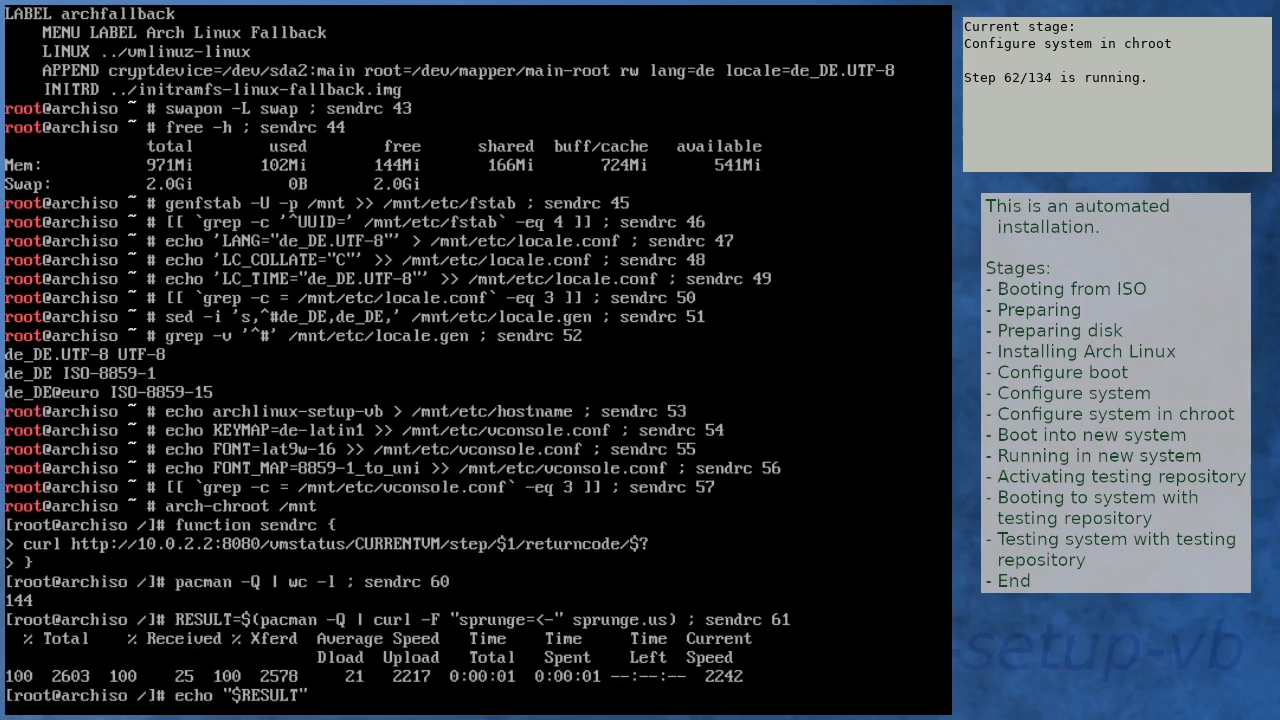 LABEL archfallback
    MENU LABEL Arch Linux Fallback
    LINUX ../vmlinuz-linux
    APPEND cryptdevice=/dev/sda2:main root=/dev/mapper/main-root rw lang=de locale=de_DE.UTF-8
    INITRD ../initramfs-linux-fallback.img
root@archiso ~ # swapon -L swap ; sendrc 43
root@archiso ~ # free -h ; sendrc 44
               total        used        free      shared  buff/cache   available
Mem:           971Mi       102Mi       144Mi       166Mi       724Mi       541Mi
Swap:          2.0Gi          0B       2.0Gi
root@archiso ~ # genfstab -U -p /mnt >> /mnt/etc/fstab ; sendrc 45
root@archiso ~ # [[ `grep -c '^UUID=' /mnt/etc/fstab` -eq 4 ]] ; sendrc 46
root@archiso ~ # echo 'LANG="de_DE.UTF-8"' > /mnt/etc/locale.conf ; sendrc 47
root@archiso ~ # echo 'LC_COLLATE="C"' >> /mnt/etc/locale.conf ; sendrc 48
root@archiso ~ # echo 'LC_TIME="de_DE.UTF-8"' >> /mnt/etc/locale.conf ; sendrc 49
root@archiso ~ # [[ `grep -c = /mnt/etc/locale.conf` -eq 3 ]] ; sendrc 50
root@archiso ~ # sed -i 's,^#de_DE,de_DE,' /mnt/etc/locale.gen ; sendrc 51
root@archiso ~ # grep -v '^#' /mnt/etc/locale.gen ; sendrc 52
de_DE.UTF-8 UTF-8
de_DE ISO-8859-1
de_DE@euro ISO-8859-15
root@archiso ~ # echo archlinux-setup-vb > /mnt/etc/hostname ; sendrc 53
root@archiso ~ # echo KEYMAP=de-latin1 >> /mnt/etc/vconsole.conf ; sendrc 54
root@archiso ~ # echo FONT=lat9w-16 >> /mnt/etc/vconsole.conf ; sendrc 55
root@archiso ~ # echo FONT_MAP=8859-1_to_uni >> /mnt/etc/vconsole.conf ; sendrc 56
root@archiso ~ # [[ `grep -c = /mnt/etc/vconsole.conf` -eq 3 ]] ; sendrc 57
root@archiso ~ # arch-chroot /mnt
[root@archiso /]# function sendrc {
> curl http://10.0.2.2:8080/vmstatus/CURRENTVM/step/$1/returncode/$?
> }
[root@archiso /]# pacman -Q | wc -l ; sendrc 60
144
[root@archiso /]# RESULT=$(pacman -Q | curl -F "sprunge=<-" sprunge.us) ; sendrc 61
  % Total    % Received % Xferd  Average Speed   Time    Time     Time  Current
                                 Dload  Upload   Total   Spent    Left  Speed
100  2603  100    25  100  2578     21   2217  0:00:01  0:00:01 --:--:--  2242
[root@archiso /]# echo "$RESULT"
Current stage:
Configure system in chroot
Step 62/134 is running.
This is an automated
installation.
Stages:
- Booting from ISO
- Preparing
- Preparing disk
- Installing Arch Linux
- Configure boot
- Configure system
- Configure system in chroot
- Boot into new system
- Running in new system
- Activating testing repository
- Booting to system with
testing repository
- Testing system with testing
repository
- End
setup-vb